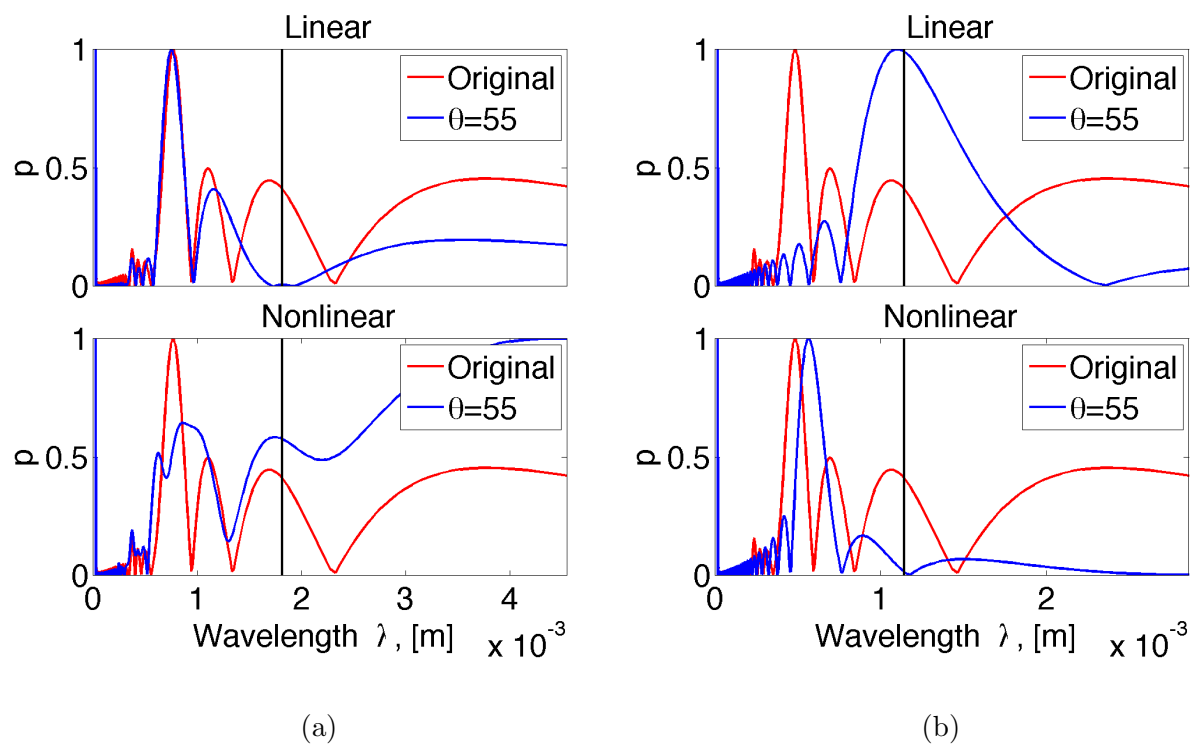 Linear
1
0.5
0
p
Original
θ=55
Nonlinear
1
0.5
0
p
Original
θ=55
0 1 2 3 4
Wavelength λ, [m] x 10^-3
(a)
Linear
1
0.5
0
p
Original
θ=55
Nonlinear
1
0.5
0
p
Original
θ=55
0 1 2
Wavelength λ, [m] x 10^-3
(b)